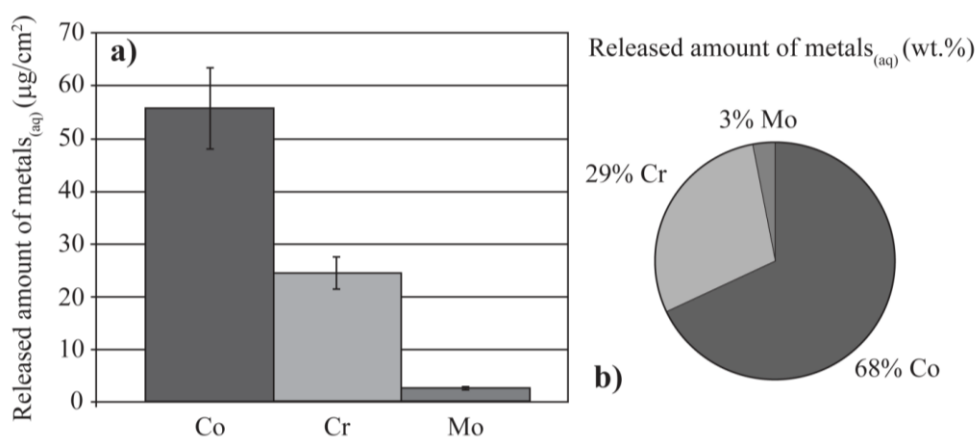 Released amount of metals(aq) (µg/cm²)
70
60
50
40
30
20
10
0
a)
Co
Cr
Mo
Released amount of metals(aq) (wt.%)
3% Mo
29% Cr
68% Co
b)